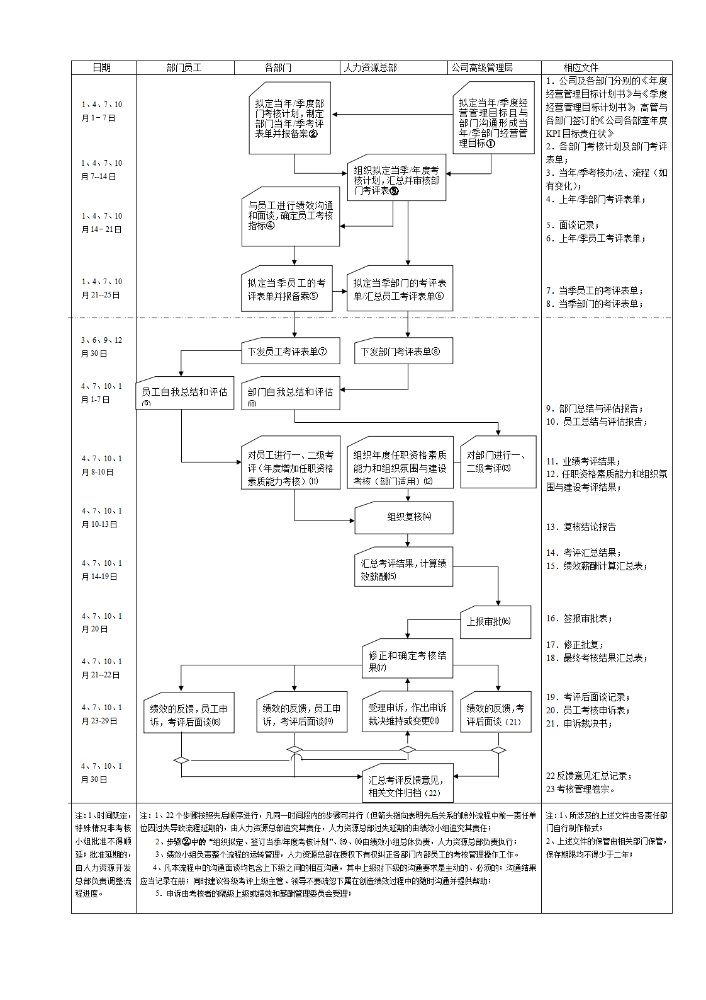 日期
部门员工
各部门
人力资源总部
公司高级管理层
相应文件
1、4、7、10
月1－7日
拟定当年/季度部
门考核计划，制定
部门当年/季考评
表单并报备案②
拟定当年/季度经
营管理目标且与
部门沟通形成当
年/季部门经营管
理目标①
1．公司及各部门分别的《年度
经营管理目标计划书》与《季度
经营管理目标计划书》；高管与
各部门签订的《公司各部室年度
KPI目标责任状》
2．各部门考核计划及部门考评
表单；
3．当年/季考核办法、流程（如
有变化）；
4．上年/季部门考评表单；
5．面谈记录；
6．上年/季员工考评表单；
1、4、7、10
月7--14日
组织拟定当季/年度考
核计划，汇总并审核部
门考评表③
1、4、7、10
月14－21日
与员工进行绩效沟通
和面谈，确定员工考核
指标④
1、4、7、10
月21--25日
拟定当季员工的考
评表单并报备案⑤
拟定当季部门的考评表
单/汇总员工考评表单⑥
7．当季员工的考评表单；
8．当季部门的考评表单；
3、6、9、12
月30日
下发员工考评表单⑦
下发部门考评表单⑧
4、7、10、1
月1-7日
员工自我总结和评估
⑨
部门自我总结和评估
⑽
9．部门总结与评估报告；
10．员工总结与评估报告；
4、7、10、1
月8-10日
对员工进行一、二级考
评（年度增加任职资格
素质能力考核）⑾
组织年度任职资格素质
能力和组织氛围与建设
考核（部门适用）⑿
对部门进行一、
二级考评⒀
11．业绩考评结果；
12．任职资格素质能力和组织氛
围与建设考评结果；
4、7、10、1
月10-13日
组织复核⒁
13．复核结论报告
4、7、10、1
月14-19日
汇总考评结果，计算绩
效薪酬⒂
14．考评汇总结果；
15．绩效薪酬计算汇总表；
4、7、10、1
月20日
上报审批⒃
16．签报审批表；
4、7、10、1
月21--22日
修正和确定考核结
果⒄
17．修正批复；
18．最终考核结果汇总表；
4、7、10、1
月23-29日
绩效的反馈，员工申
诉，考评后面谈⒅
绩效的反馈，员工申
诉，考评后面谈⒆
受理申诉，作出申诉
裁决维持或变更⒇
绩效的反馈，考
评后面谈（21）
19．考评后面谈记录；
20．员工考核申诉表；
21．申诉裁决书；
4、7、10、1
月30日
汇总考评反馈意见，
相关文件归档（22）
22反馈意见汇总记录；
23考核管理卷宗。
注：1、时间既定，
特殊情况非考核
小组批准不得顺
延；批准延期的，
由人力资源开发
总部负责调整流
程进度。
注：1、22个步骤按照先后顺序进行，凡同一时间段内的步骤可并行（但箭头指向表明先后关系的除外流程中前一责任单
位因过失导致流程延期的，由人力资源总部追究其责任，人力资源总部过失延期的由绩效小组追究其责任；
2、步骤②中的“组织拟定、签订当季/年度考核计划”、⒂、⒃由绩效小组总体负责，人力资源总部负责执行；
3、绩效小组负责整个流程的运转管理，人力资源总部在授权下有权纠正各部门内部员工的考核管理操作工作。
4、凡本流程中的沟通面谈均包含上下级之间的相互沟通，其中上级对下级的沟通要求是主动的、必须的；沟通结果
应当记录在册；同时建议各级考评上级主管、领导不要疏忽下属在创造绩效过程中的随时沟通并提供帮助；
5．申诉由考核者的隔级上级或绩效和薪酬管理委员会受理；
注：1、所涉及的上述文件由各责任部
门自行制作格式；
2、上述文件的保管由相关部门保管，
保存期限均不得少于二年；